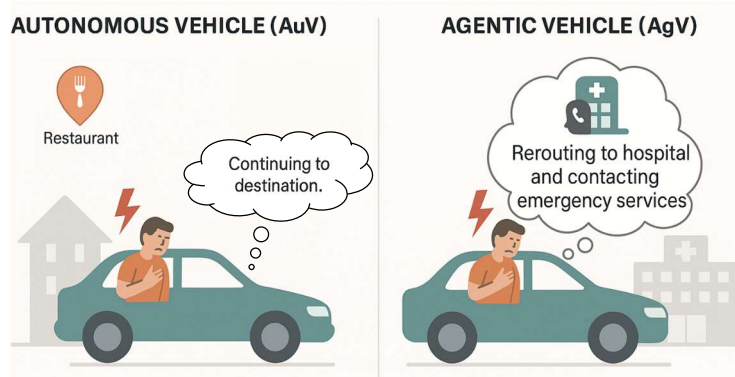 AUTONOMOUS VEHICLE (AuV)
Restaurant
Continuing to
destination.
AGENTIC VEHICLE (AgV)
Rerouting to hospital
and contacting
emergency services